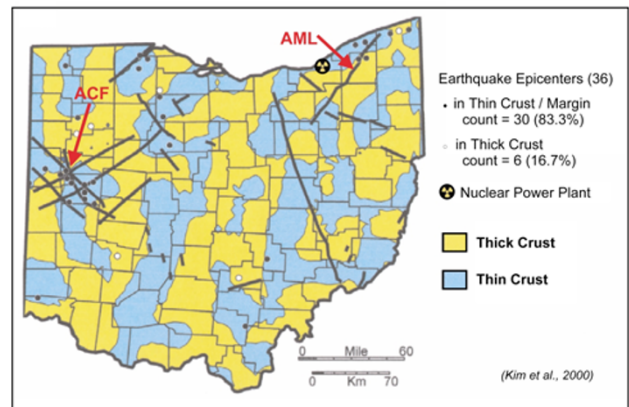 AML
ACF
Earthquake Epicenters (36)
in Thin Crust / Margin
count = 30 (83.3%)
in Thick Crust
count = 6 (16.7%)
Nuclear Power Plant
Thick Crust
Thin Crust
0 Mile 60
0 Km 70
(Kim et al., 2000)